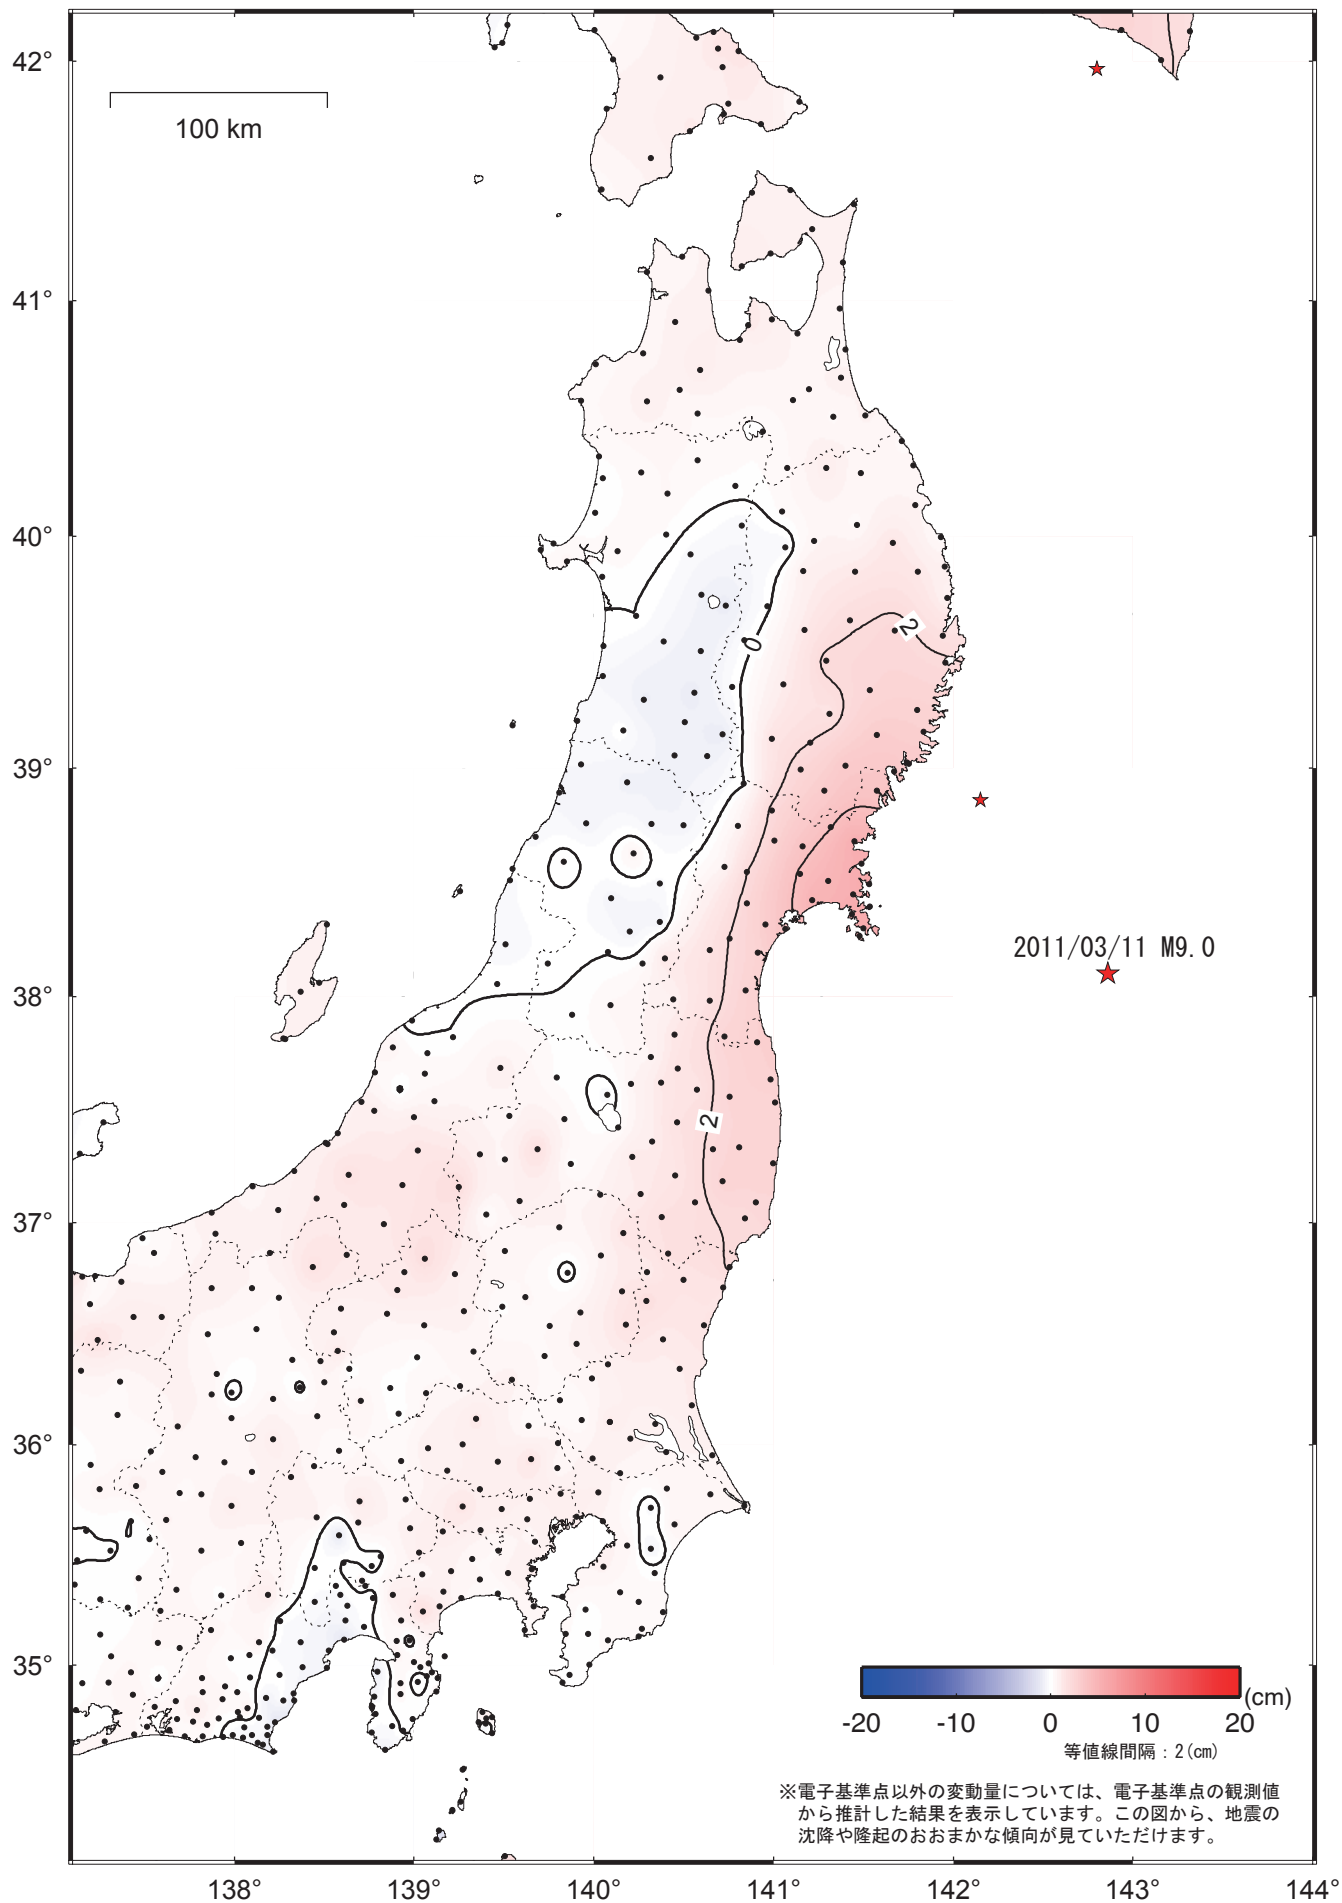 42°
100 km
41°
40°
0
2
39°
2011/03/11 M9.0
38°
2
37°
36°
35°
(cm)
-20 -10 0 10 20
等値線間隔：2(cm)
※電子基準点以外の変動量については、電子基準点の観測値
から推計した結果を表示しています。この図から、地震の
沈降や隆起のおおまかな傾向が見ていただけます。
138° 139° 140° 141° 142° 143° 144°